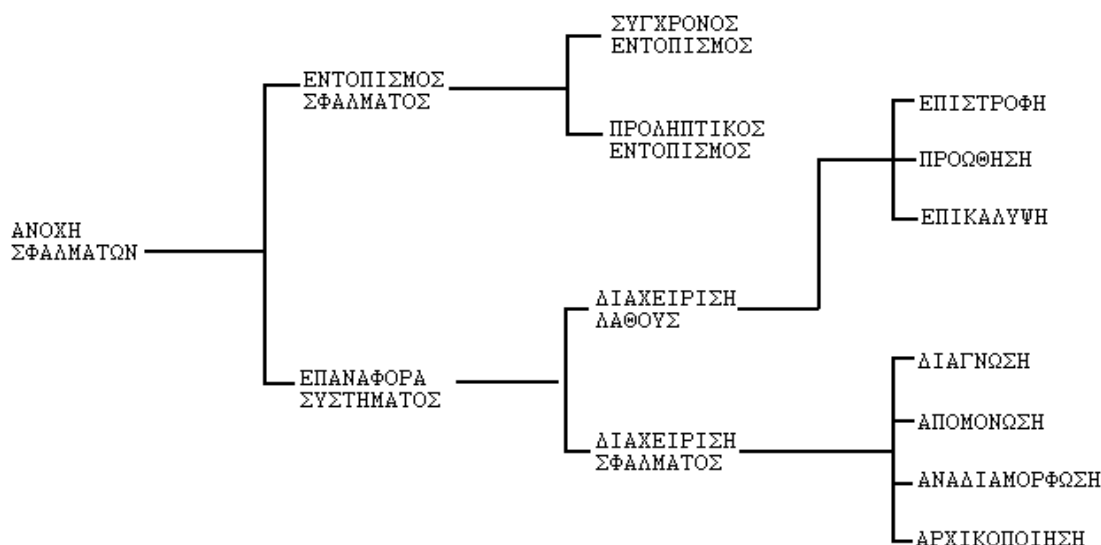 ΣΥΓΧΡΟΝΟΣ
ΕΝΤΟΠΙΣΜΟΣ
ΕΝΤΟΠΙΣΜΟΣ
ΣΦΑΛΜΑΤΟΣ
ΠΡΟΛΗΠΤΙΚΟΣ
ΕΝΤΟΠΙΣΜΟΣ
ΕΠΙΣΤΡΟΦΗ
ΠΡΟΩΘΗΣΗ
ΕΠΙΚΑΛΥΨΗ
ΑΝΟΧΗ
ΣΦΑΛΜΑΤΩΝ
ΔΙΑΧΕΙΡΙΣΗ
ΛΑΘΟΥΣ
ΕΠΑΝΑΦΟΡΑ
ΣΥΣΤΗΜΑΤΟΣ
ΔΙΑΧΕΙΡΙΣΗ
ΣΦΑΛΜΑΤΟΣ
ΔΙΑΓΝΩΣΗ
ΑΠΟΜΟΝΩΣΗ
ΑΝΑΔΙΑΜΟΡΦΩΣΗ
ΑΡΧΙΚΟΠΟΙΗΣΗ